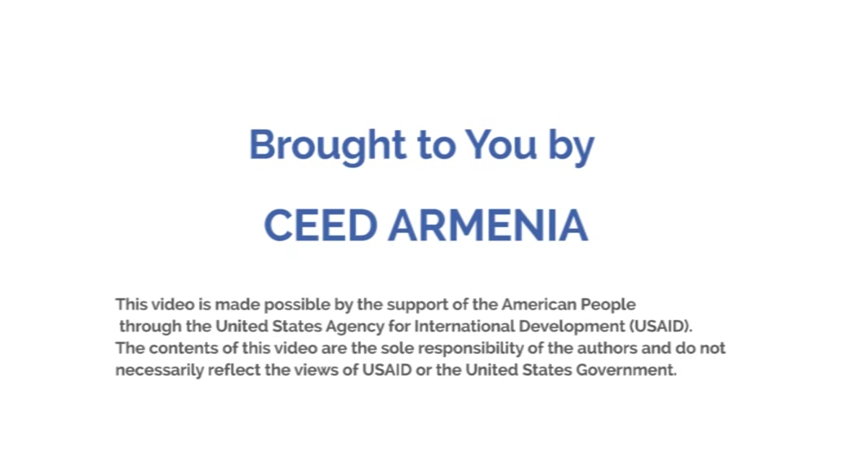 Brought to You by
CEED ARMENIA
This video is made possible by the support of the American People
through the United States Agency for International Development (USAID).
The contents of this video are the sole responsibility of the authors and do not
necessarily reflect the views of USAID or the United States Government.